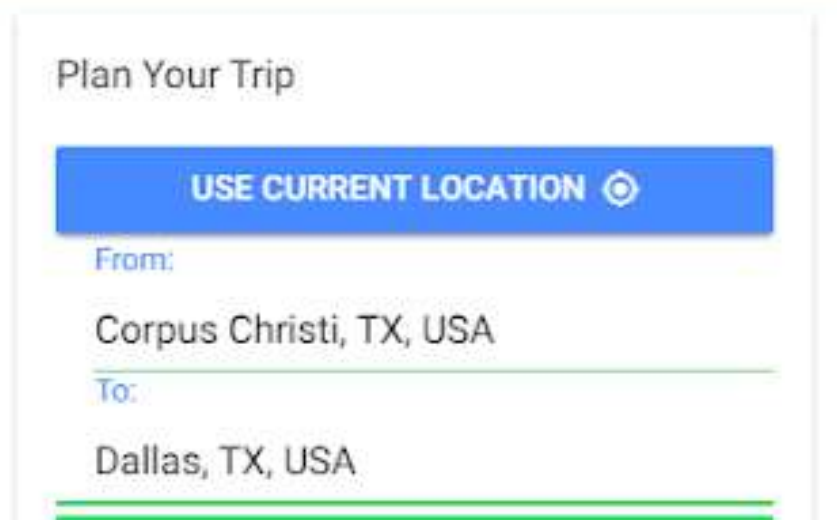 Plan Your Trip
USE CURRENT LOCATION
From:
Corpus Christi, TX, USA
To:
Dallas, TX, USA